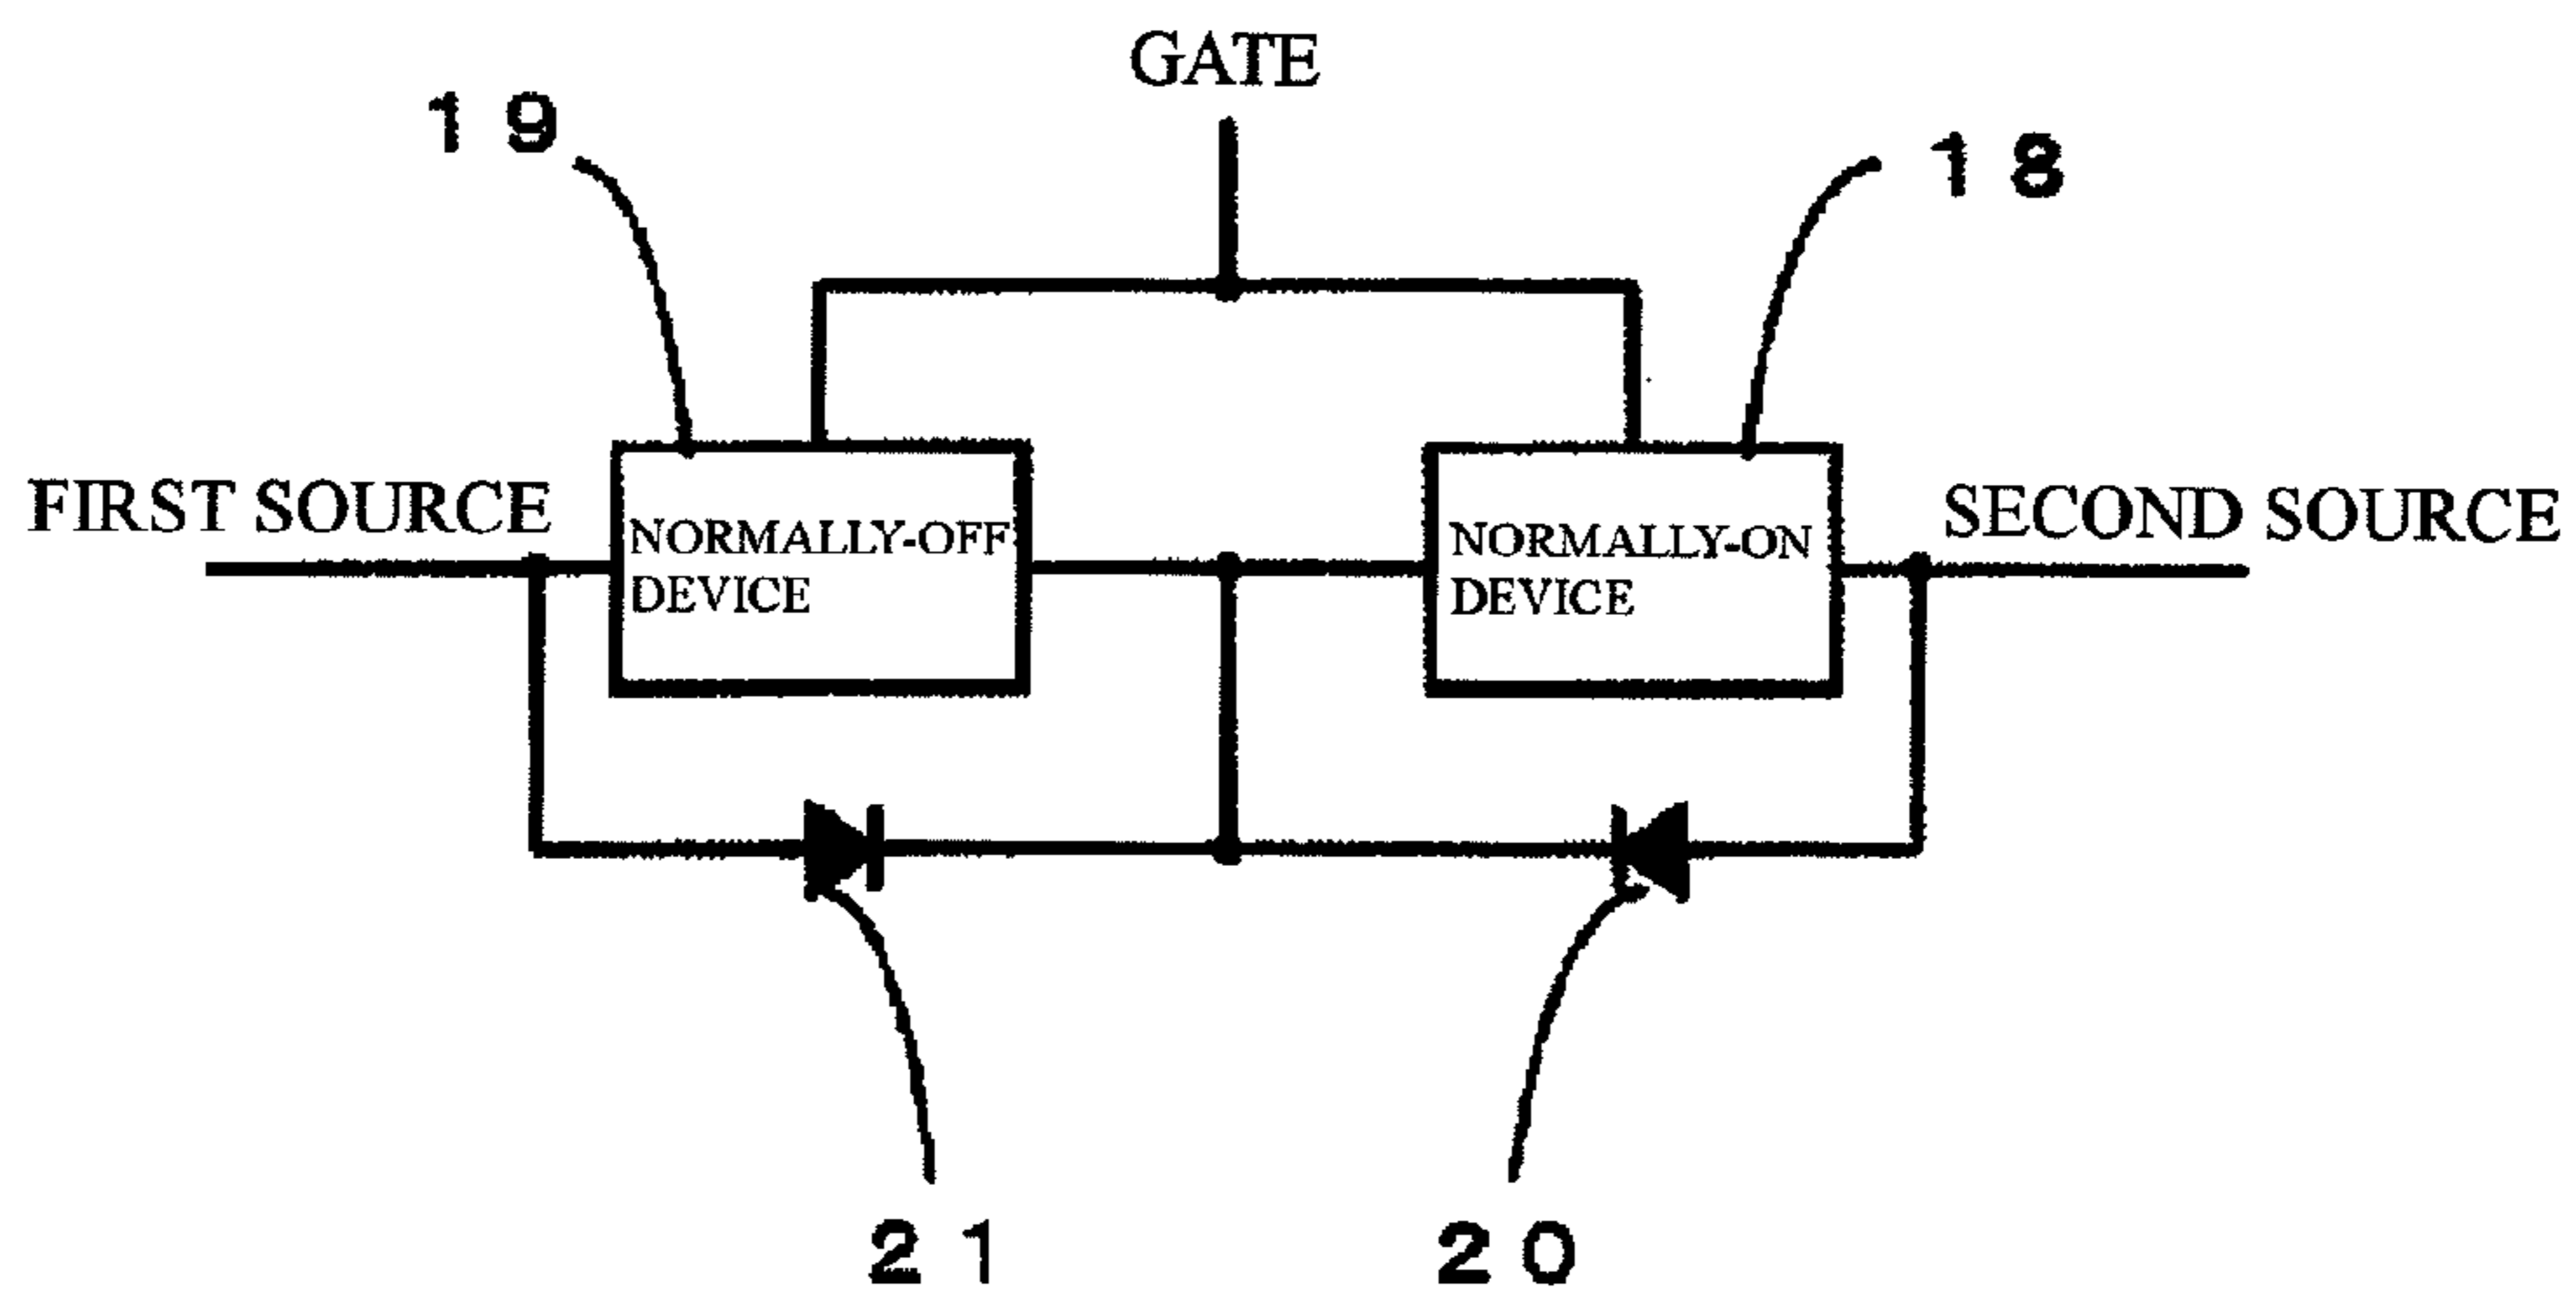 GATE
19
18
FIRST SOURCE
SECOND SOURCE
NORMALLY-OFF
DEVICE
NORMALLY-ON
DEVICE
21
20